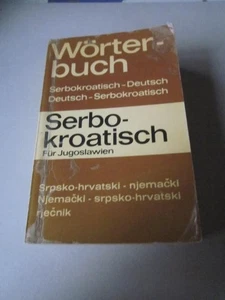 Wörter-
buch
Serbokroatisch-Deutsch
Deutsch-Serbokroatisch
Serbo-
kroatisch
Für Jugoslawien
Srpsko-hrvatski - njemački
Njemački - srpsko-hrvatski
rječnik